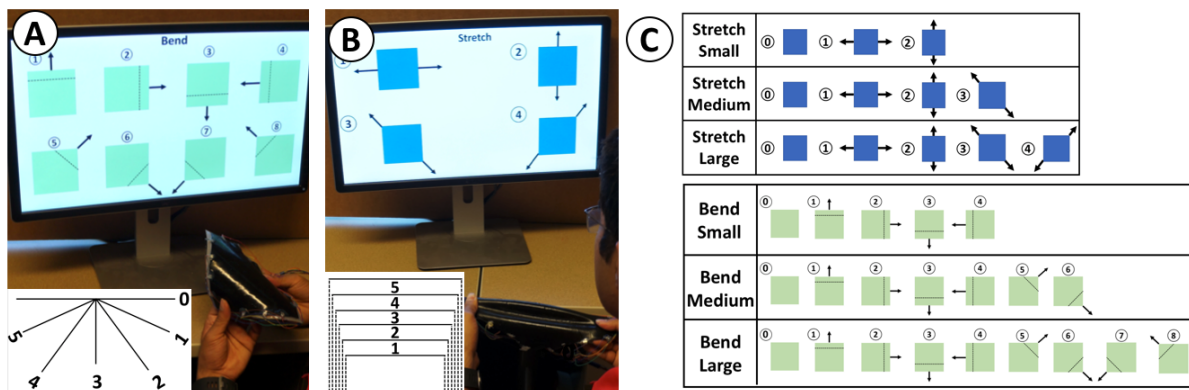 A
Bend
① ② ③ ④
⑤ ⑥ ⑦ ⑧
0
5 1
4 3 2
B
Stretch
1 ②
③ ④
5
4
3
2
1
C
Stretch Small ⓪ ① ②
Stretch Medium ⓪ ① ② ③
Stretch Large ⓪ ① ② ③ ④
Bend Small ⓪ ① ② ③ ④
Bend Medium ⓪ ① ② ③ ④ ⑤ ⑥
Bend Large ⓪ ① ② ③ ④ ⑤ ⑥ ⑦ ⑧